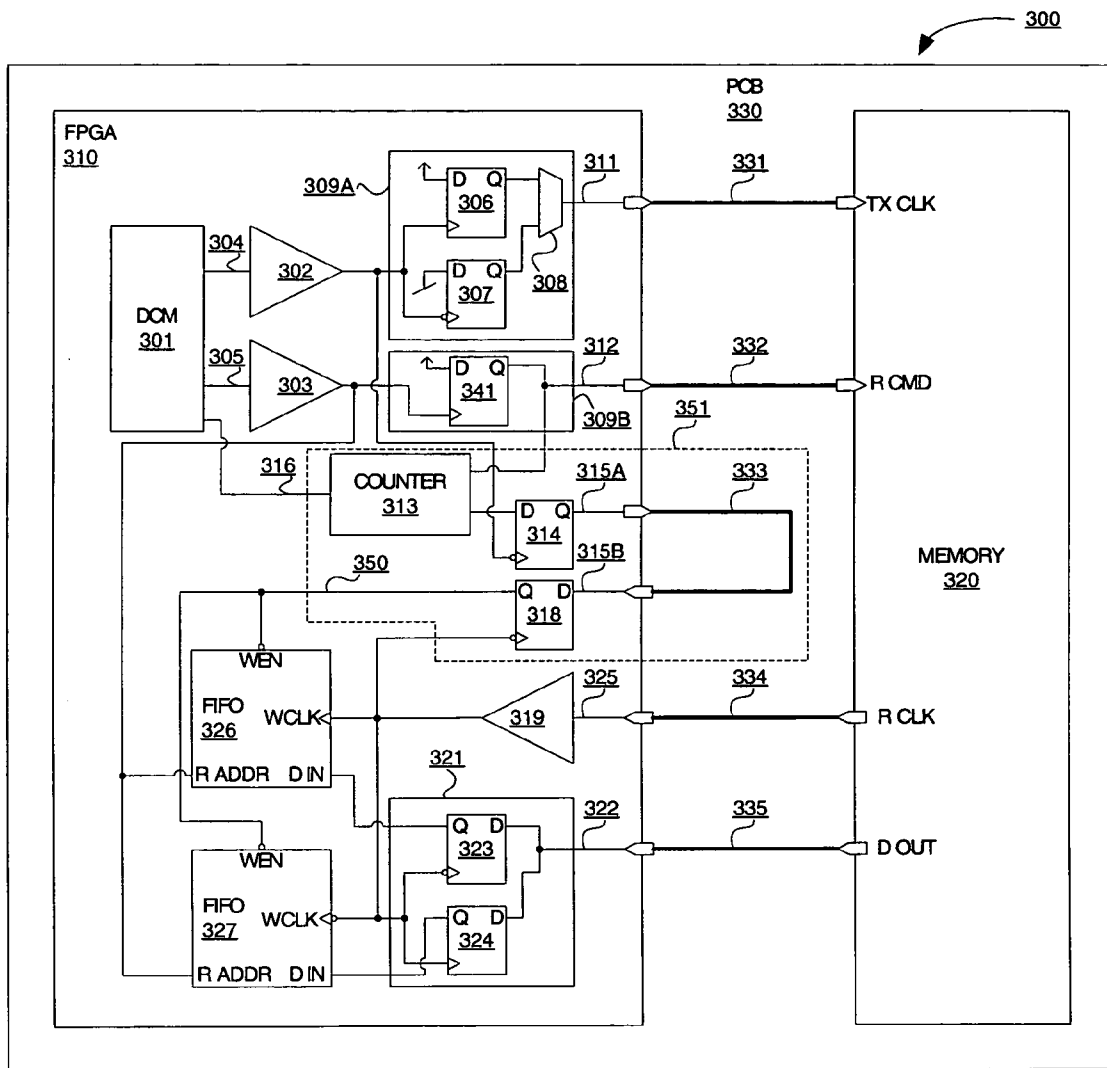 300
PCB
330
FPGA
310
309A
D Q
306
311
331
TX CLK
304
302
D Q
307
308
DCM
301
305
303
D Q
341
312
332
R CMD
309B
351
316
COUNTER
313
315A
333
D Q
314
350
315B
Q D
318
MEMORY
320
WEN
FIFO
326
WCLK
R ADDR D IN
319
325
334
R CLK
321
Q D
323
322
335
D OUT
WEN
FIFO
327
WCLK
R ADDR D IN
Q D
324